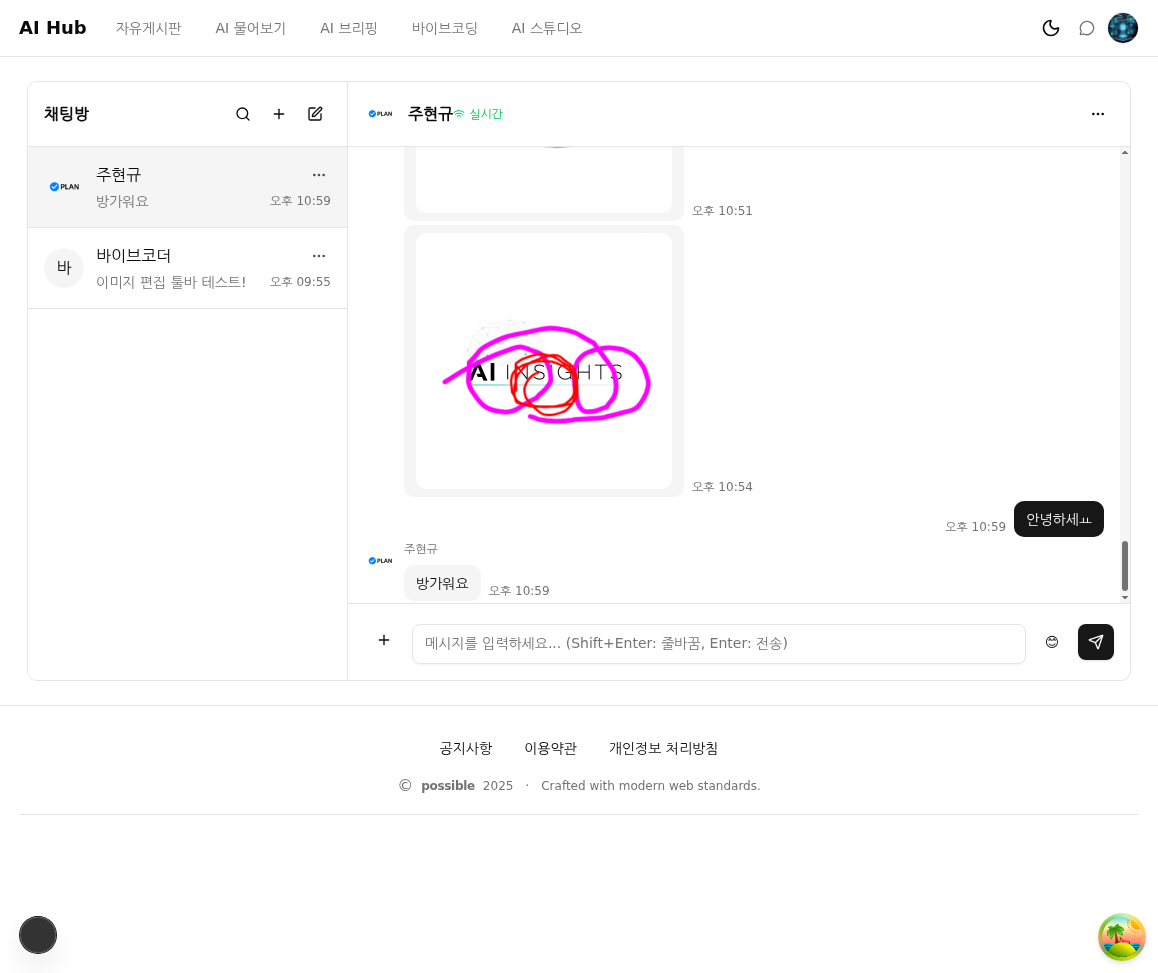 AI Hub 자유게시판 AI 물어보기 AI 브리핑 바이브코딩 AI 스튜디오
채팅방
PLAN 주현규 실시간
PLAN 주현규
방가워요 오후 10:59
바 바이브코더
이미지 편집 툴바 테스트! 오후 09:55
오후 10:51
AI INSIGHTS
오후 10:54
오후 10:59 안녕하세ㅛ
주현규
PLAN
방가워요 오후 10:59
메시지를 입력하세요... (Shift+Enter: 줄바꿈, Enter: 전송)
공지사항 이용약관 개인정보 처리방침
© possible 2025 · Crafted with modern web standards.